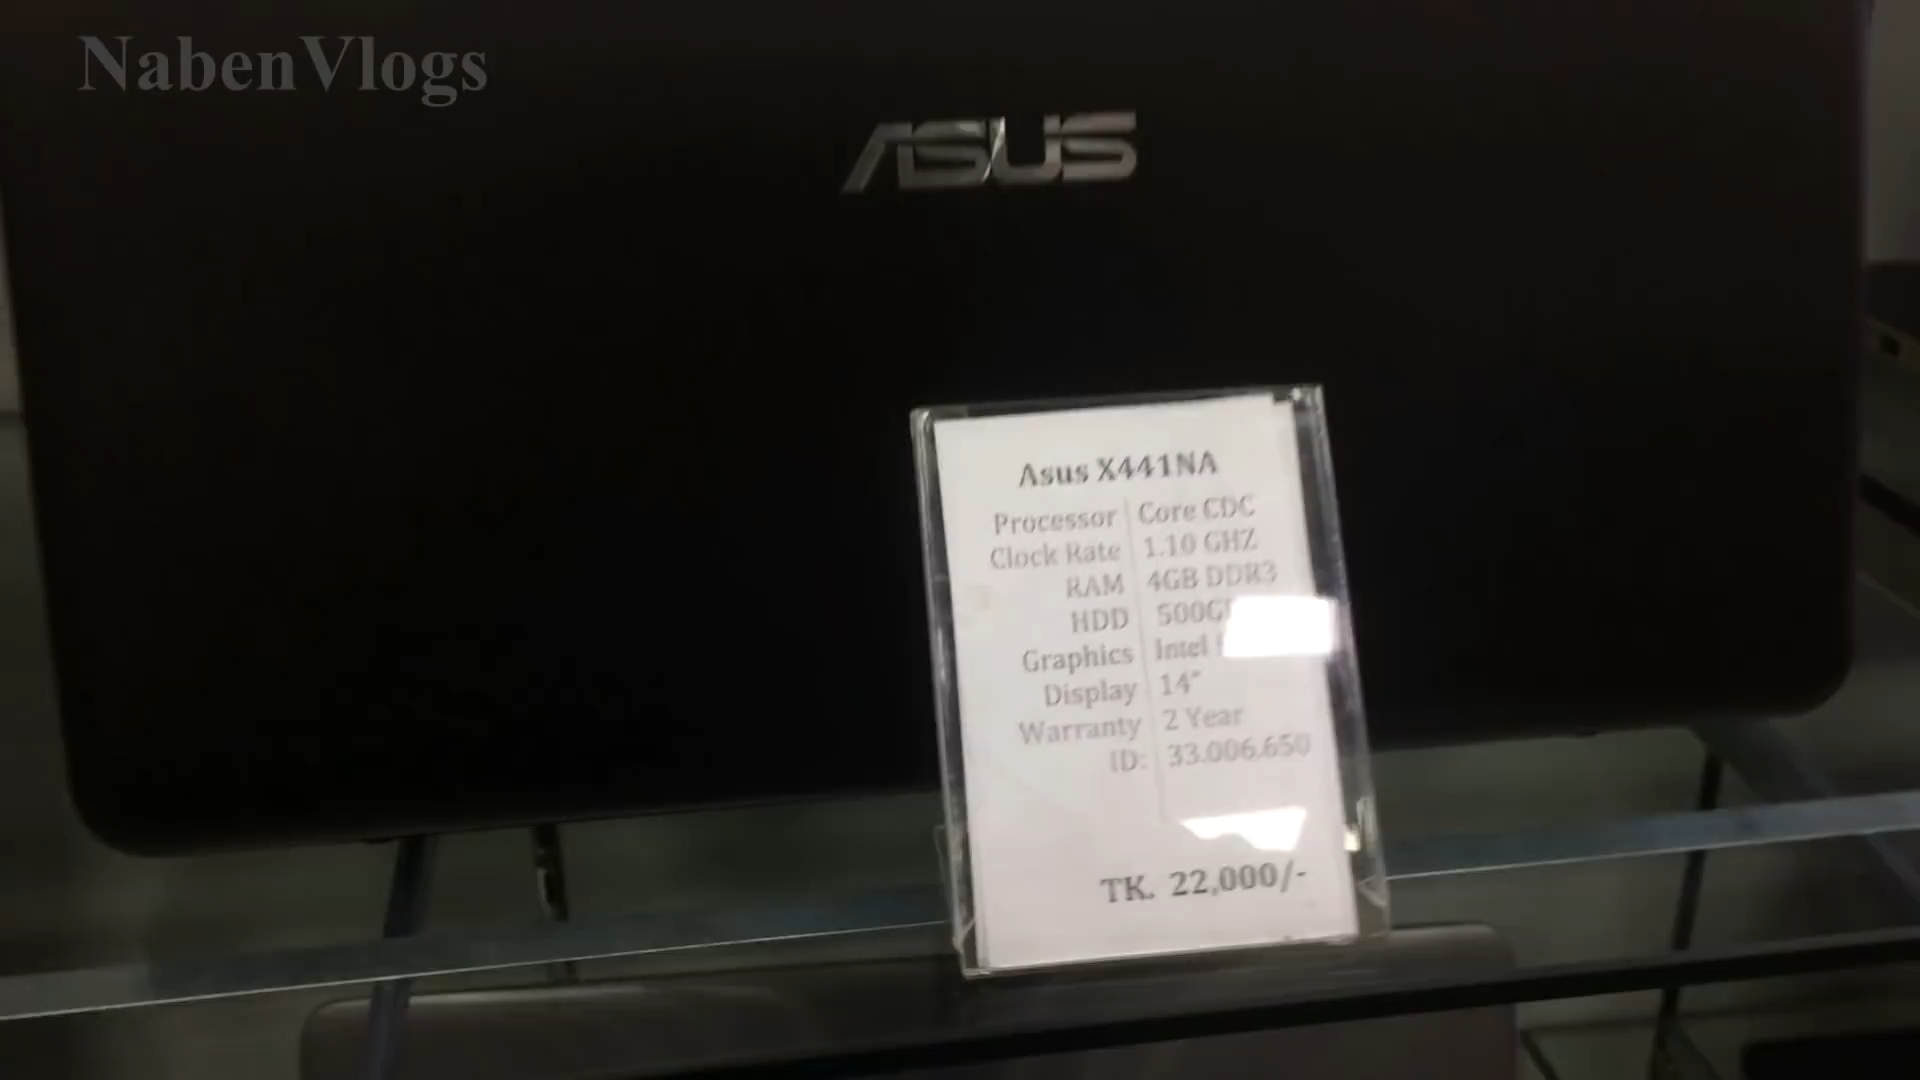 NabenVlogs
ASUS
Asus X441NA
Processor Core CDC
Clock Rate 1.10 GHZ
RAM 4GB DDR3
HDD 500G
Graphics Intel
Display 14"
Warranty 2 Year
ID: 33.006.650
TK. 22,000/-